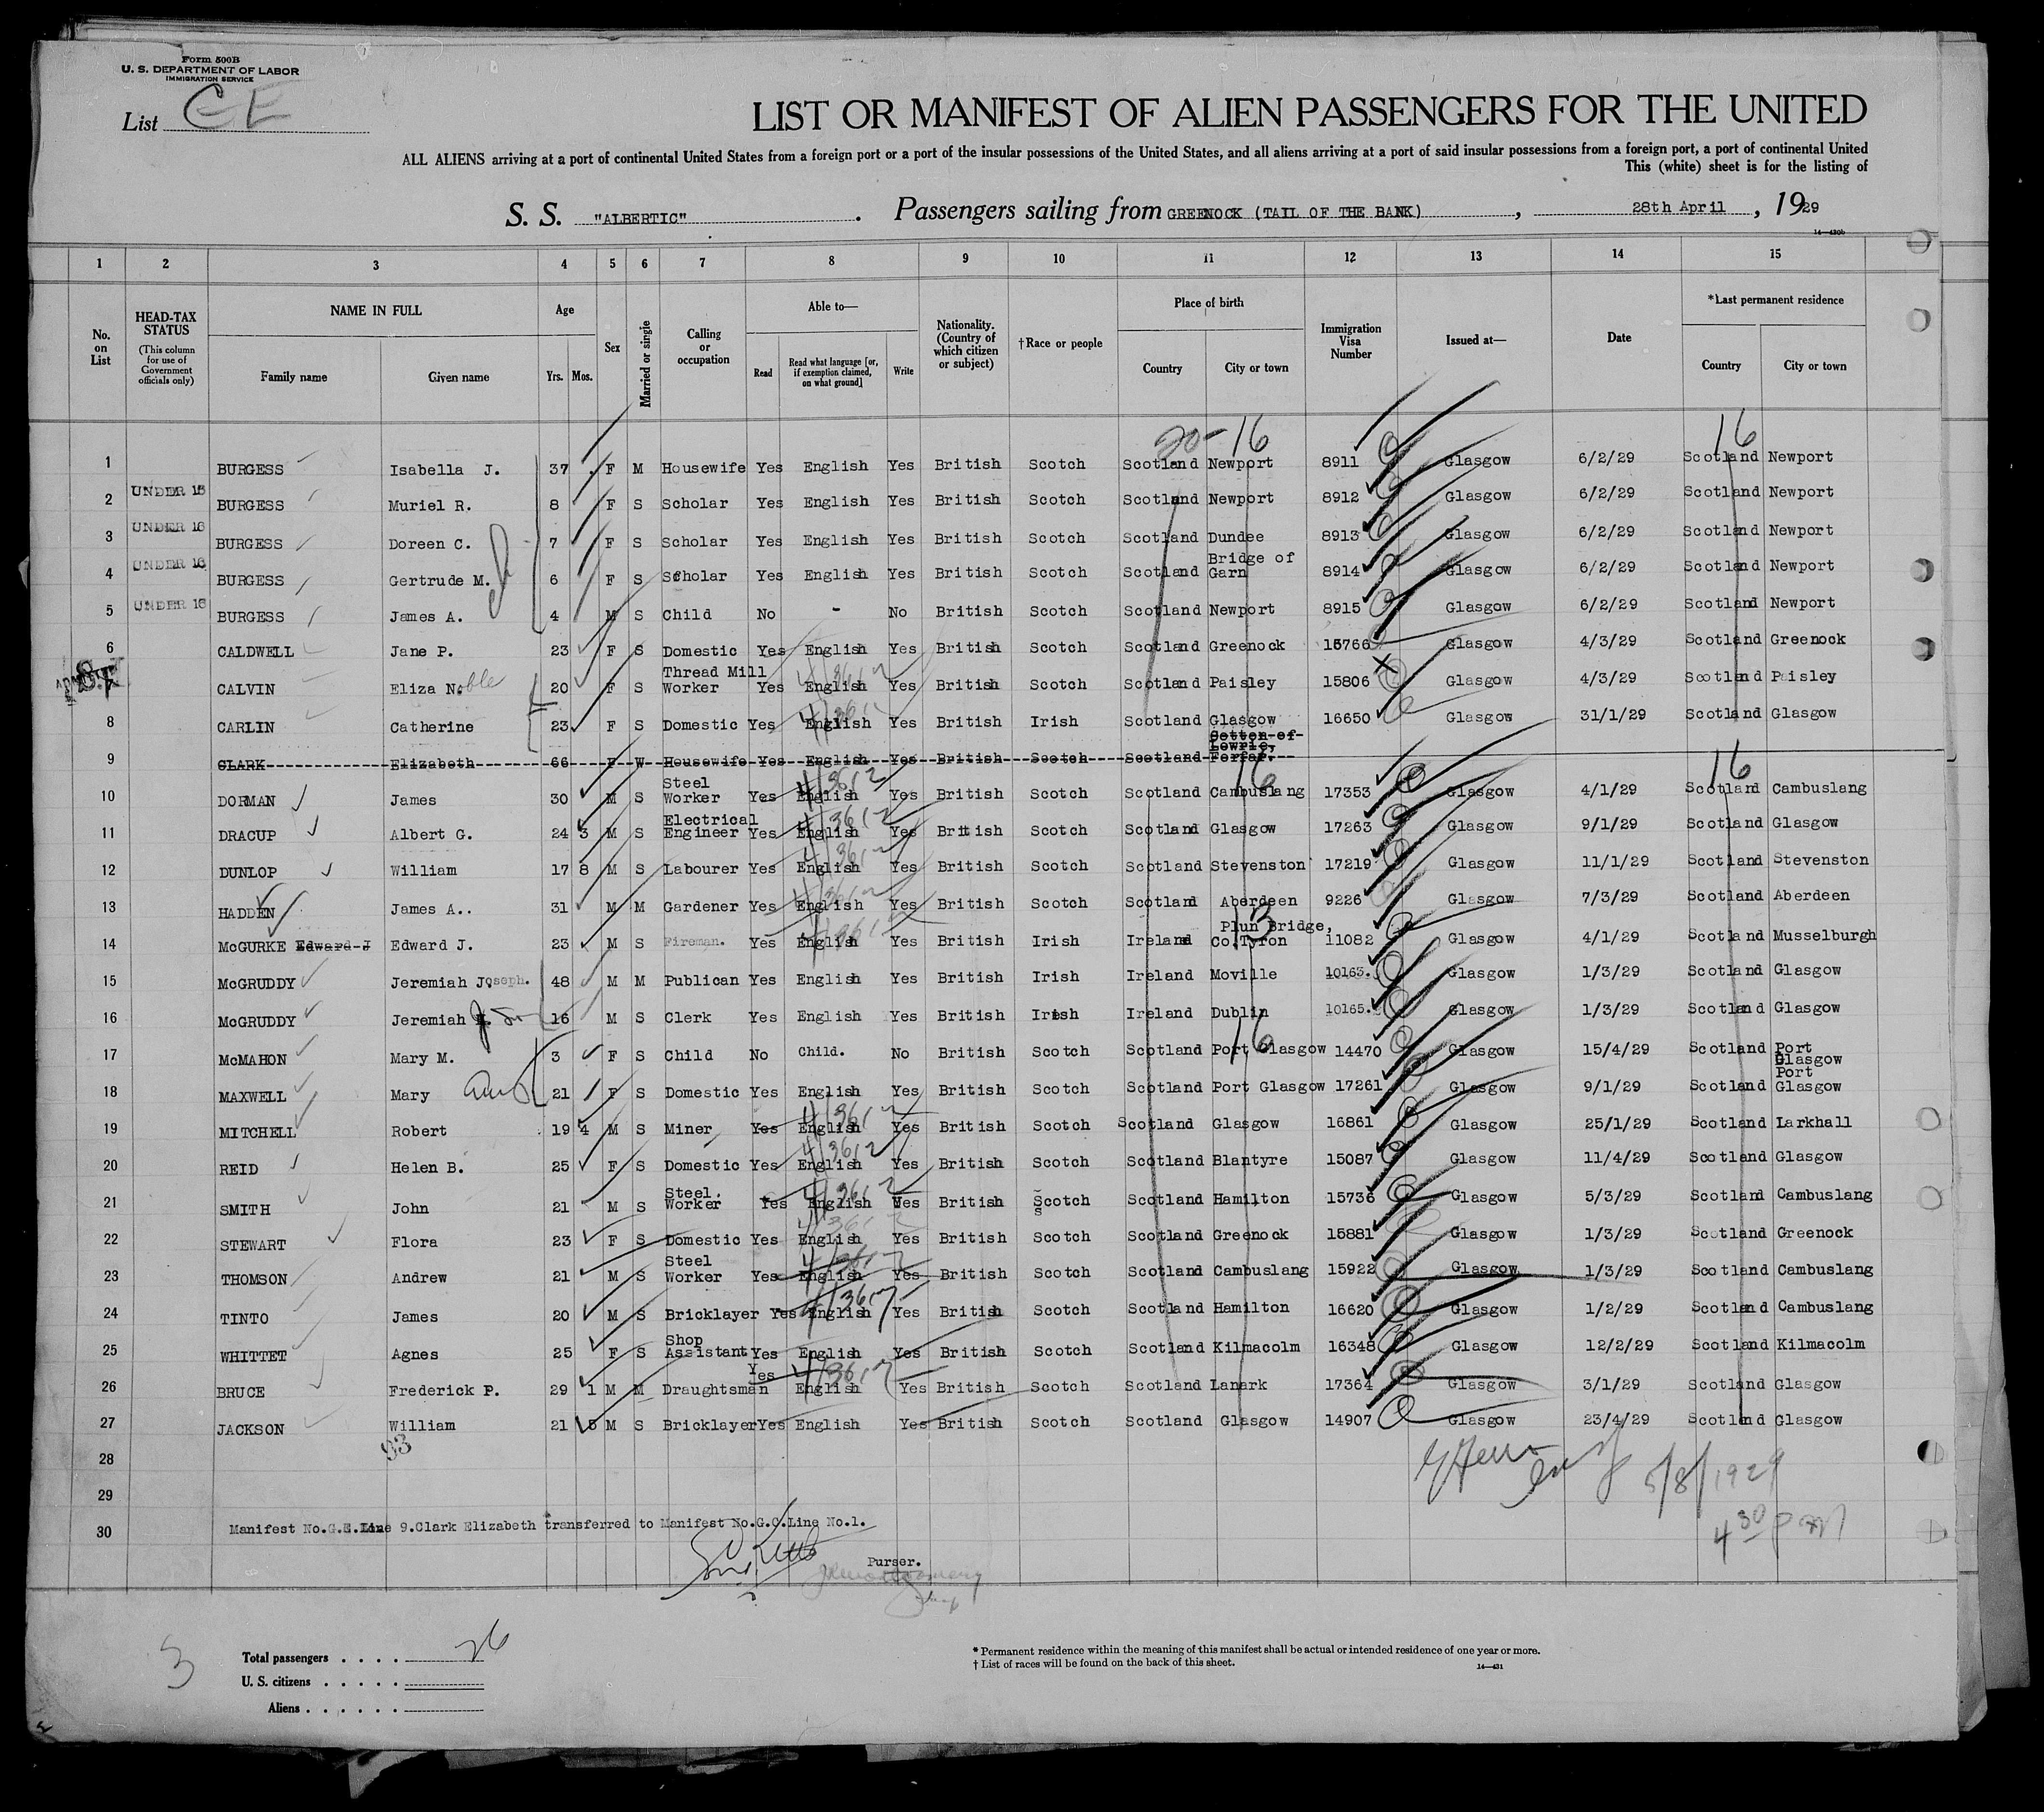 Form 500B
U. S. DEPARTMENT OF LABOR
IMMIGRATION SERVICE
List
LIST OR MANIFEST OF ALIEN PASSENGERS FOR THE UNITED
ALL ALIENS arriving at a port of continental United States from a foreign port or a port of the insular possessions of the United States, and all aliens arriving at a port of said insular possessions from a foreign port, a port of continental United
This (white) sheet is for the listing of
S. S. "ALBERTIC" . Passengers sailing from GREENOCK (TAIL OF THE BANK) , 28th April , 1929
1 2 3 4 5 6 7 8 9 10 11 12 13 14 15
No. on List HEAD-TAX STATUS (This column for use of Government officials only) NAME IN FULL Family name Given name Age Yrs. Mos. Sex Married or single Calling or occupation Able to— Read Read what language [or, if exemption claimed, on what ground] Write Nationality. (Country of which citizen or subject) †Race or people Place of birth Country City or town Immigration Visa Number Issued at— Date *Last permanent residence Country City or town
20- 16 16
1 BURGESS Isabella J. 37 F M Housewife Yes English Yes British Scotch Scotland Newport 8911 Glasgow 6/2/29 Scotland Newport
2 UNDER 16 BURGESS Muriel R. 8 F S Scholar Yes English Yes British Scotch Scotland Newport 8912 Glasgow 6/2/29 Scotland Newport
3 UNDER 16 BURGESS Doreen C. 7 F S Scholar Yes English Yes British Scotch Scotland Dundee 8913 Glasgow 6/2/29 Scotland Newport
4 UNDER 16 BURGESS Gertrude M. 6 F S Scholar Yes English Yes British Scotch Scotland Bridge of Garn 8914 Glasgow 6/2/29 Scotland Newport
5 UNDER 16 BURGESS James A. 4 M S Child No - No British Scotch Scotland Newport 8915 Glasgow 6/2/29 Scotland Newport
6 CALDWELL Jane P. 23 F S Domestic Yes English Yes British Scotch Scotland Greenock 15766 Glasgow 4/3/29 Scotland Greenock
CALVIN Eliza Noble 20 F S Thread Mill Worker Yes English Yes British Scotch Scotland Paisley 15806 Glasgow 4/3/29 Scotland Paisley
8 CARLIN Catherine 23 F S Domestic Yes English Yes British Irish Scotland Glasgow 16650 Glasgow 31/1/29 Scotland Glasgow
9 CLARK Elizabeth 66 F W Housewife Yes English Yes British Scotch Scotland Lowrie, Forfar.
16 16
10 DORMAN James 30 M S Steel Worker Yes English Yes British Scotch Scotland Cambuslang 17353 Glasgow 4/1/29 Scotland Cambuslang
11 DRACUP Albert G. 24 3 M S Electrical Engineer Yes English Yes British Scotch Scotland Glasgow 17263 Glasgow 9/1/29 Scotland Glasgow
12 DUNLOP William 17 8 M S Labourer Yes English Yes British Scotch Scotland Stevenston 17219 Glasgow 11/1/29 Scotland Stevenston
13 HADDEN James A.. 31 M M Gardener Yes English Yes British Scotch Scotland Aberdeen 9226 Glasgow 7/3/29 Scotland Aberdeen
14 McGURKE Edward J Edward J. 23 M S Fireman. Yes English Yes British Irish Ireland Plun Bridge, Co.Tyron 13 11082 Glasgow 4/1/29 Scotland Musselburgh
15 McGRUDDY Jeremiah Joseph. 48 M M Publican Yes English Yes British Irish Ireland Moville 10163. Glasgow 1/3/29 Scotland Glasgow
16 McGRUDDY Jeremiah 16 M S Clerk Yes English Yes British Irish Ireland Dublin 10165. Glasgow 1/3/29 Scotland Glasgow
17 McMAHON Mary M. 3 F S Child No Child. No British Scotch Scotland Port Glasgow 16 14470 Glasgow 15/4/29 Scotland Port Glasgow
18 MAXWELL Mary 21 F S Domestic Yes English Yes British Scotch Scotland Port Glasgow 17261 Glasgow 9/1/29 Scotland Port Glasgow
19 MITCHELL Robert 19 4 M S Miner Yes English Yes British Scotch Scotland Glasgow 16861 Glasgow 25/1/29 Scotland Larkhall
20 REID Helen B. 25 F S Domestic Yes English Yes British Scotch Scotland Blantyre 15087 Glasgow 11/4/29 Scotland Glasgow
21 SMITH John 21 M S Steel. Worker Yes English Yes British Scotch Scotland Hamilton 15736 Glasgow 5/3/29 Scotland Cambuslang
22 STEWART Flora 23 F S Domestic Yes English Yes British Scotch Scotland Greenock 15881 Glasgow 1/3/29 Scotland Greenock
23 THOMSON Andrew 21 M S Steel Worker Yes English Yes British Scotch Scotland Cambuslang 15922 Glasgow 1/3/29 Scotland Cambuslang
24 TINTO James 20 M S Bricklayer Yes English Yes British Scotch Scotland Hamilton 16620 Glasgow 1/2/29 Scotland Cambuslang
25 WHITTET Agnes 25 F S Shop Assistant Yes English Yes British Scotch Scotland Kilmacolm 16348 Glasgow 12/2/29 Scotland Kilmacolm
26 BRUCE Frederick P. 29 1 M M Draughtsman Yes English Yes British Scotch Scotland Lanark 17364 Glasgow 3/1/29 Scotland Glasgow
27 JACKSON William 21 5 M S Bricklayer Yes English Yes British Scotch Scotland Glasgow 14907 Glasgow 23/4/29 Scotland Glasgow
28 5/8/1929
29
30 Manifest No.G.E.Line 9.Clark Elizabeth transferred to Manifest No.G.C.Line No.1. 4 30 pm
Purser.
3
Total passengers . . . . 26
U. S. citizens . . . . .
Aliens . . . . . .
* Permanent residence within the meaning of this manifest shall be actual or intended residence of one year or more.
† List of races will be found on the back of this sheet.
14—431